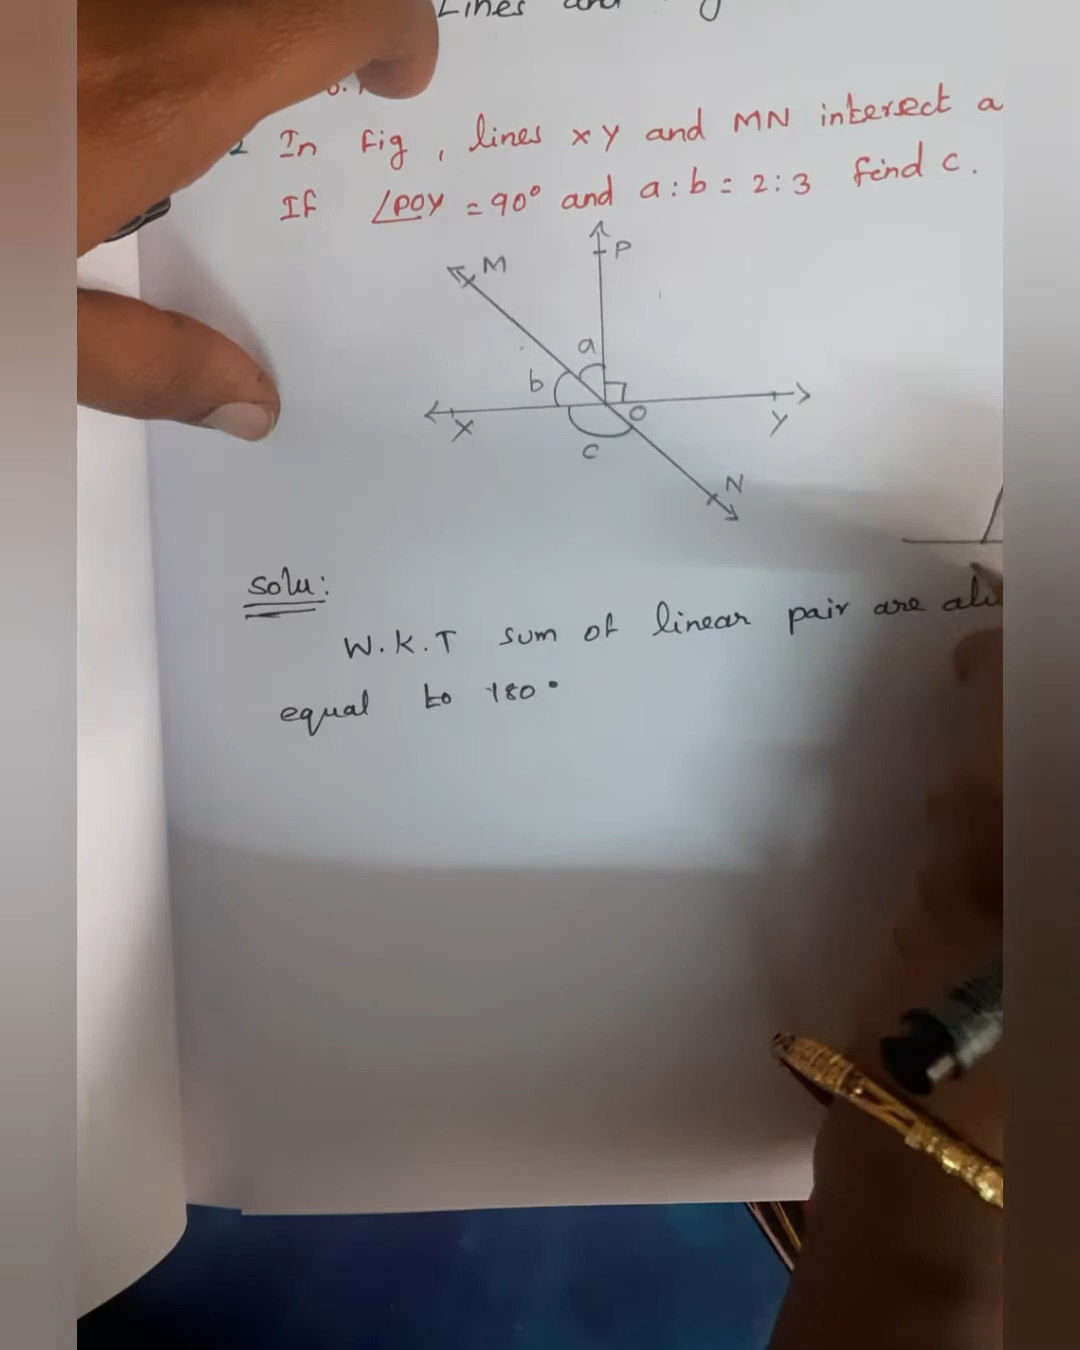 Lines and
In fig, lines XY and MN intersect a
If ∠POY = 90° and a:b = 2:3 find c.
M
P
a
b
O
X
Y
c
N
Solu:
W.K.T sum of linear pair are
equal to 180°